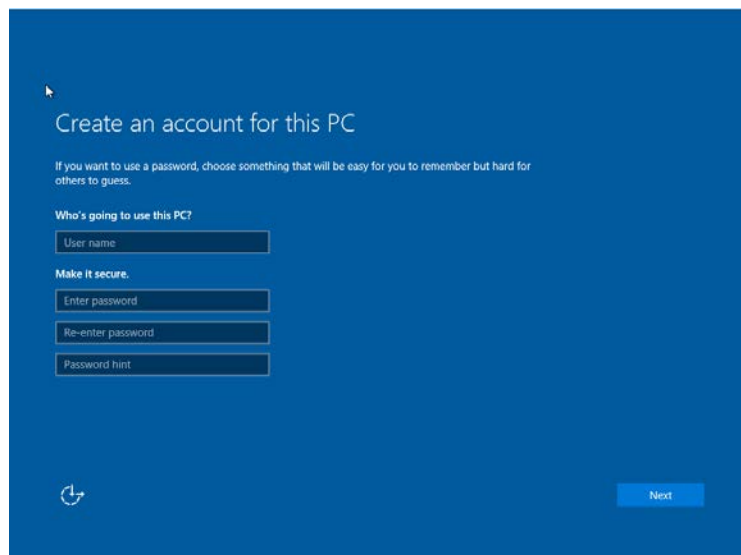 Create an account for this PC
If you want to use a password, choose something that will be easy for you to remember but hard for
others to guess.
Who's going to use this PC?
User name
Make it secure.
Enter password
Re-enter password
Password hint
Next